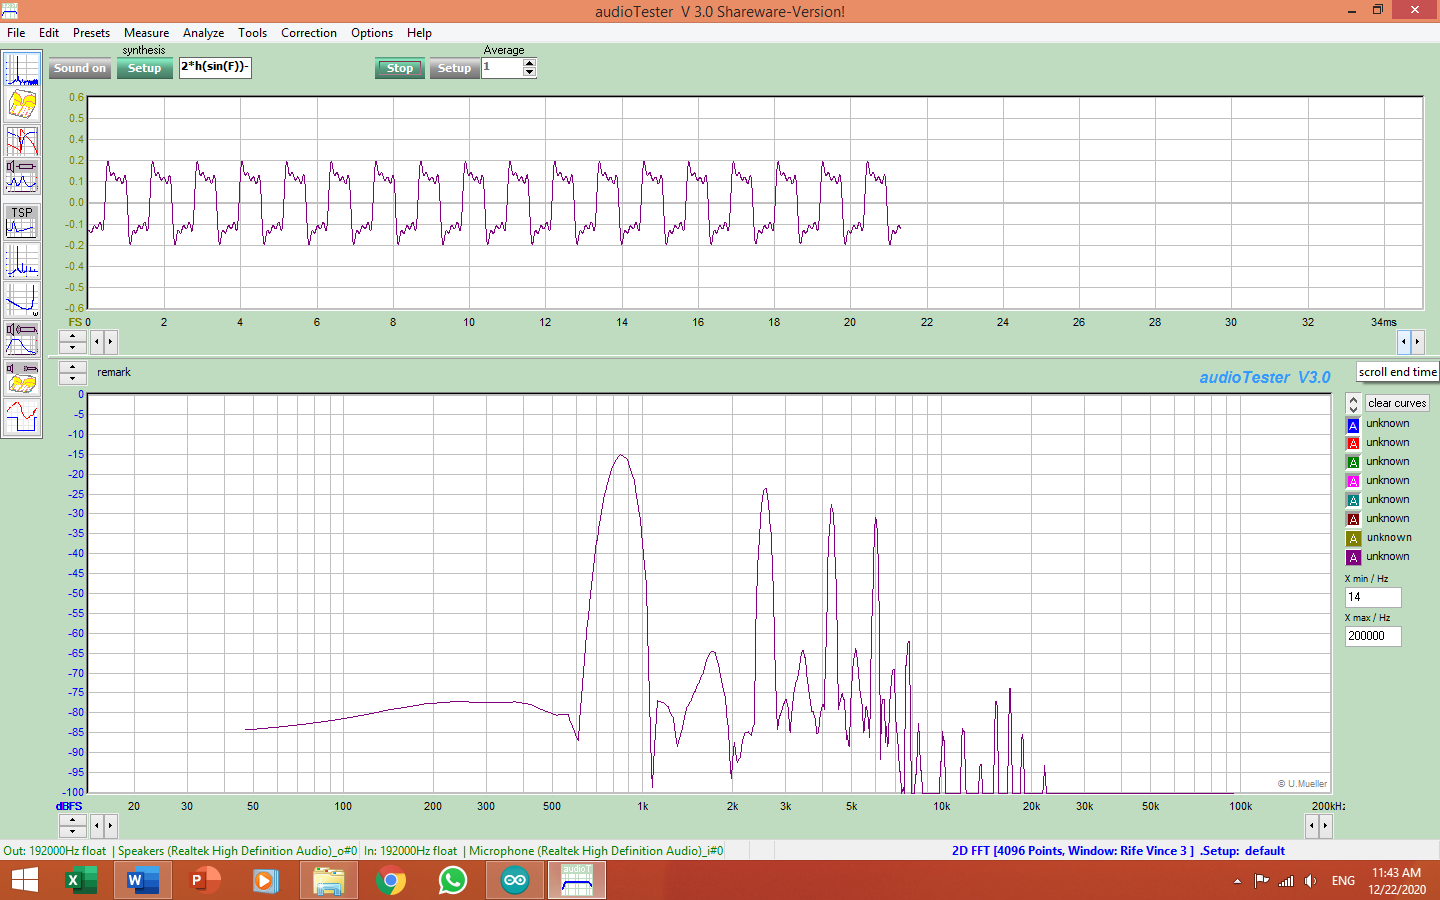 audioTester V 3.0 Shareware-Version!
File Edit Presets Measure Analyze Tools Correction Options Help
synthesis Average
Sound on Setup 2*h(sin(F))- Stop Setup 1
0.6
0.5
0.4
0.2
0.1
0.0
-0.1
-0.2
-0.4
-0.5
-0.6
FS 0 2 4 6 8 10 12 14 16 18 20 22 24 26 28 30 32 34ms
TSP
remark audioTester V3.0 scroll end time
0
-5
-10
-15
-20
-25
-30
-35
-40
-45
-50
-55
-60
-65
-70
-75
-80
-85
-90
-95
-100
© U.Mueller
dBFS 20 30 50 100 200 300 500 1k 2k 3k 5k 10k 20k 30k 50k 100k 200kHz
clear curves
A unknown
A unknown
A unknown
A unknown
A unknown
A unknown
A unknown
A unknown
X min / Hz
14
X max / Hz
200000
Out: 192000Hz float | Speakers (Realtek High Definition Audio)_o#0 In: 192000Hz float | Microphone (Realtek High Definition Audio)_i#0 2D FFT [4096 Points, Window: Rife Vince 3 ] .Setup: default
audioT
ENG
11:43 AM
12/22/2020